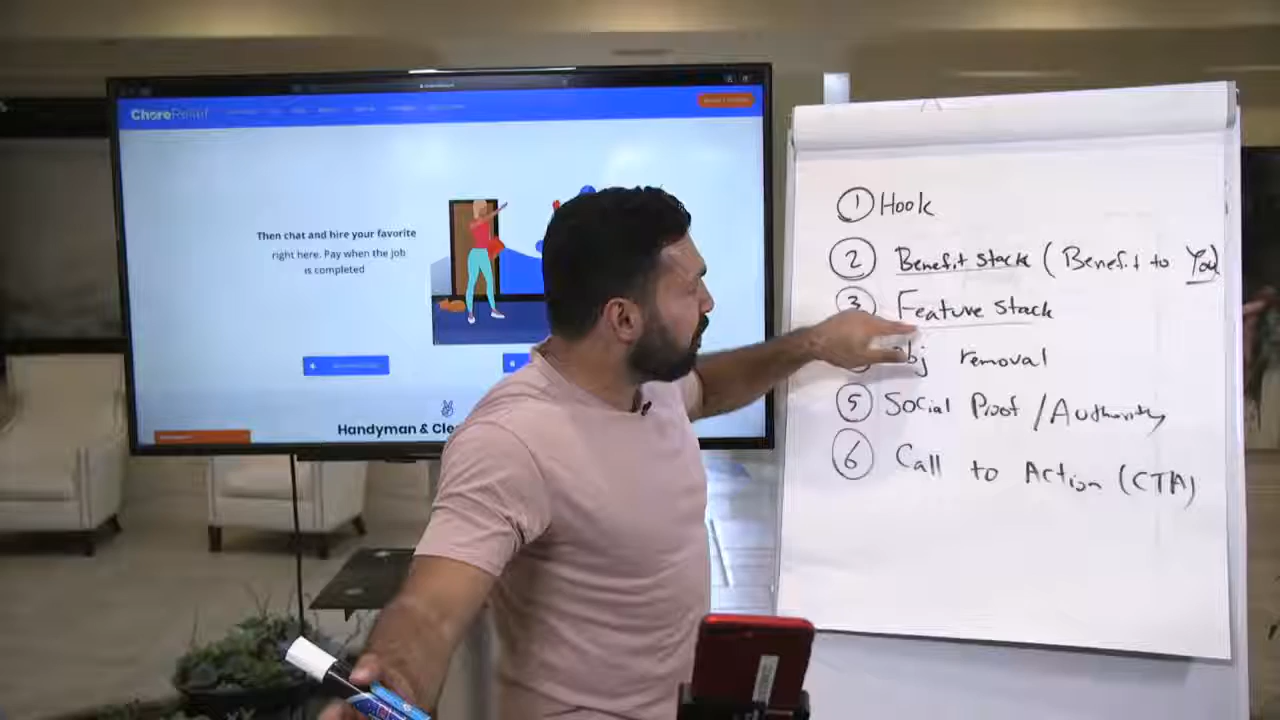 ChoreRelief
Then chat and hire your favorite
right here. Pay when the job
is completed
Handyman & Cle
① Hook
② Benefit stack (Benefit to You)
③ Feature stack
obj removal
⑤ Social Proof / Authority
⑥ Call to Action (CTA)